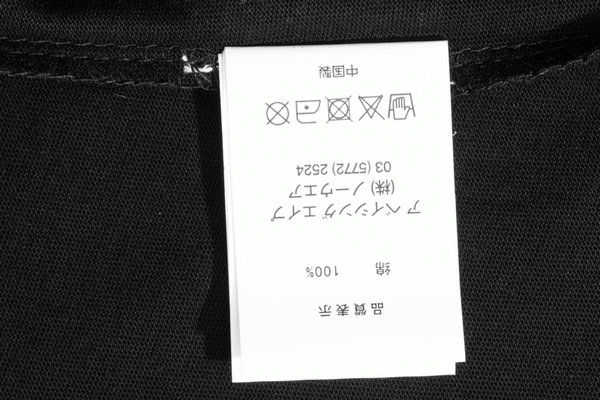 品質表示
綿 100%
アベイシングエイプ
(株)ノーウエア
03 (5772) 2524
中国製